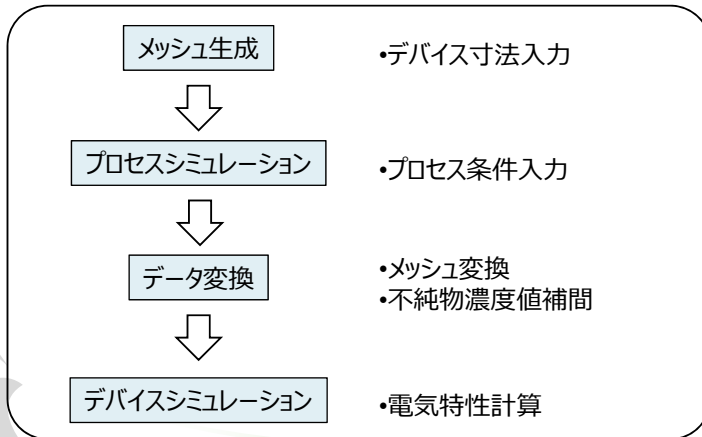 メッシュ生成
•デバイス寸法入力
プロセスシミュレーション
•プロセス条件入力
データ変換
•メッシュ変換
•不純物濃度値補間
デバイスシミュレーション
•電気特性計算